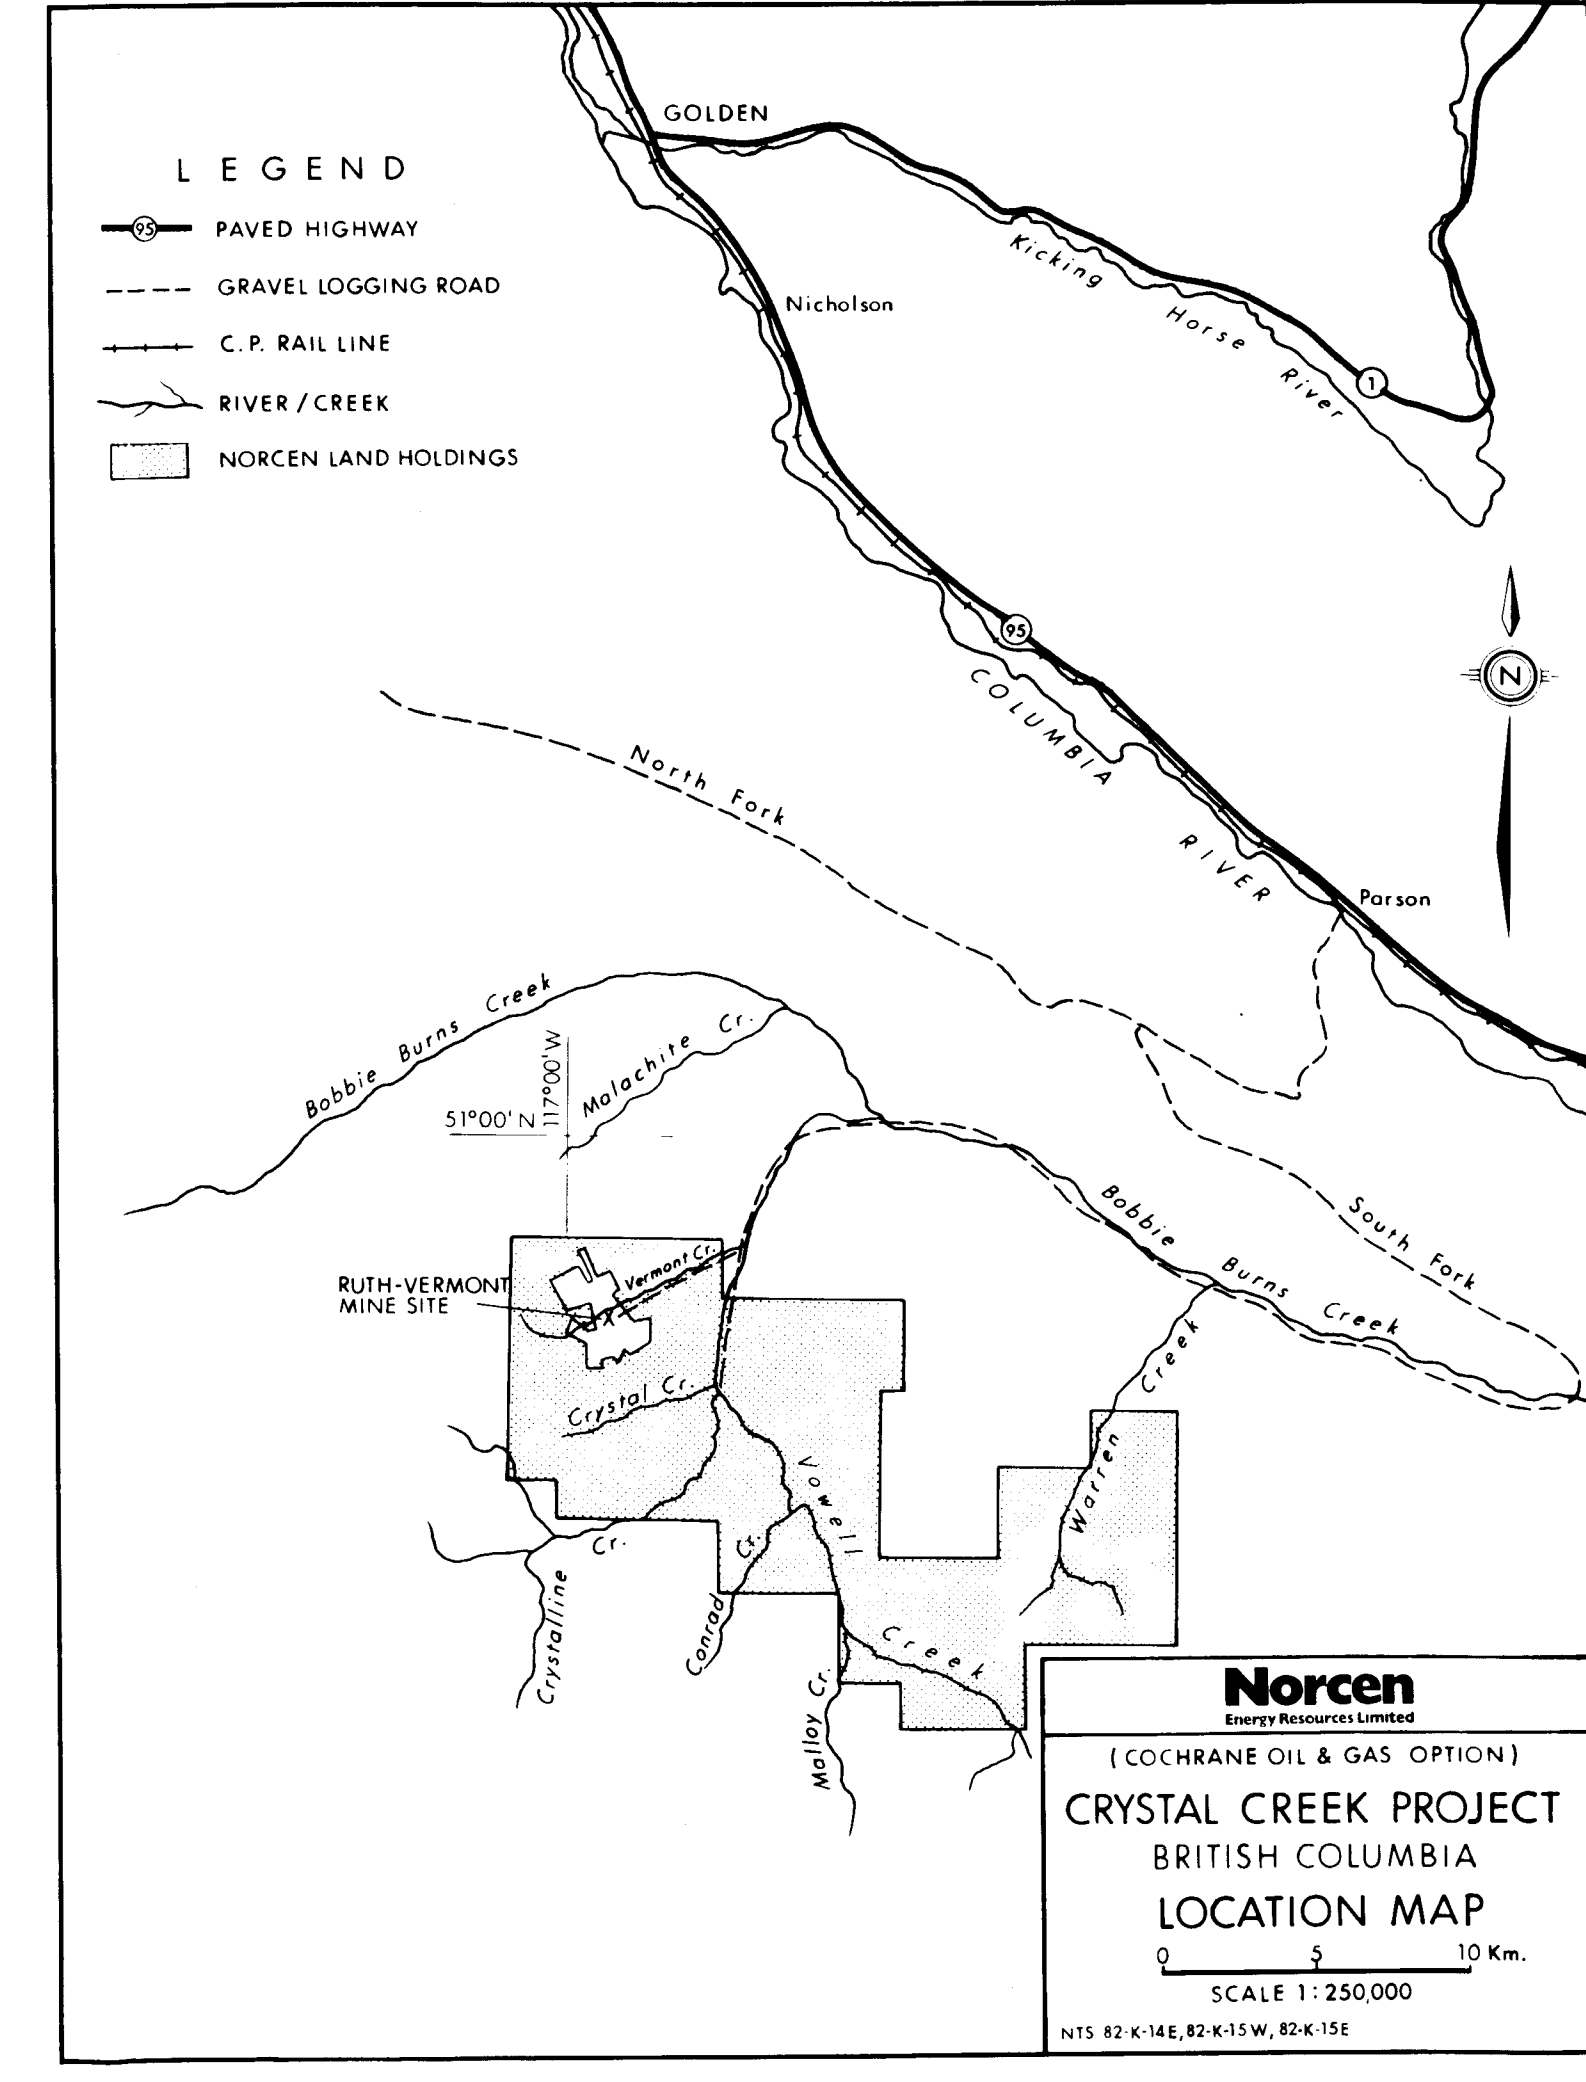 GOLDEN
LEGEND
95 PAVED HIGHWAY
GRAVEL LOGGING ROAD
C.P. RAIL LINE
RIVER/CREEK
NORCEN LAND HOLDINGS
Nicholson
Kicking Horse River
1
95
COLUMBIA RIVER
N
North Fork
Parson
Bobbie Burns Creek
Malachite Cr.
117°00'W
51°00'N
South Fork
Bobbie Burns Creek
Vermont Cr.
RUTH-VERMONT
MINE SITE
Crystal Cr.
Warren Creek
Vowell Creek
Crystalline Cr.
Conrad Cr.
Malloy Cr.
Norcen
Energy Resources Limited
(COCHRANE OIL & GAS OPTION)
CRYSTAL CREEK PROJECT
BRITISH COLUMBIA
LOCATION MAP
0 5 10 Km.
SCALE 1:250,000
NTS 82-K-14E, 82-K-15W, 82-K-15E